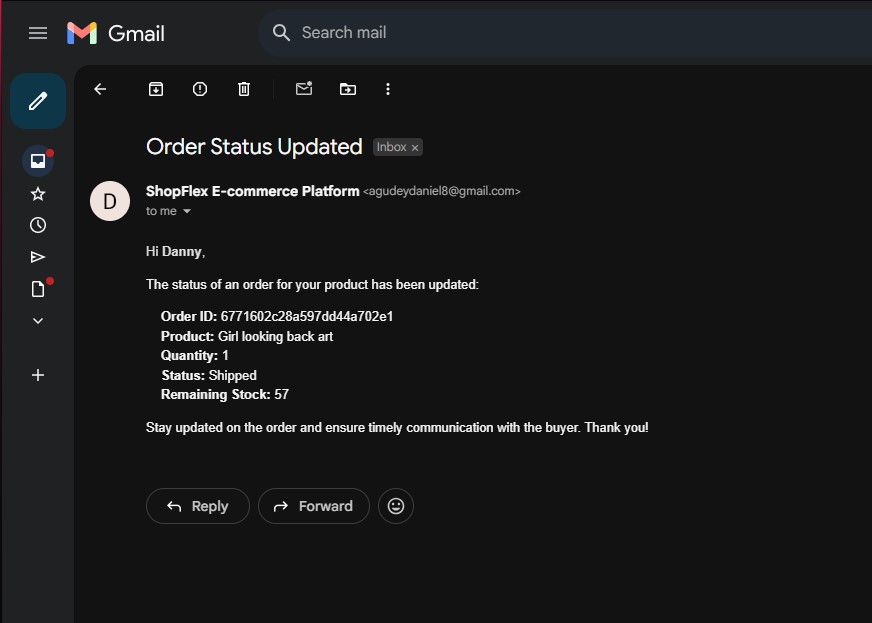 Gmail
Search mail
Order Status Updated
Inbox ×
D
ShopFlex E-commerce Platform <agudeydaniel8@gmail.com>
to me
Hi Danny,
The status of an order for your product has been updated:
Order ID: 6771602c28a597dd44a702e1
Product: Girl looking back art
Quantity: 1
Status: Shipped
Remaining Stock: 57
Stay updated on the order and ensure timely communication with the buyer. Thank you!
Reply
Forward